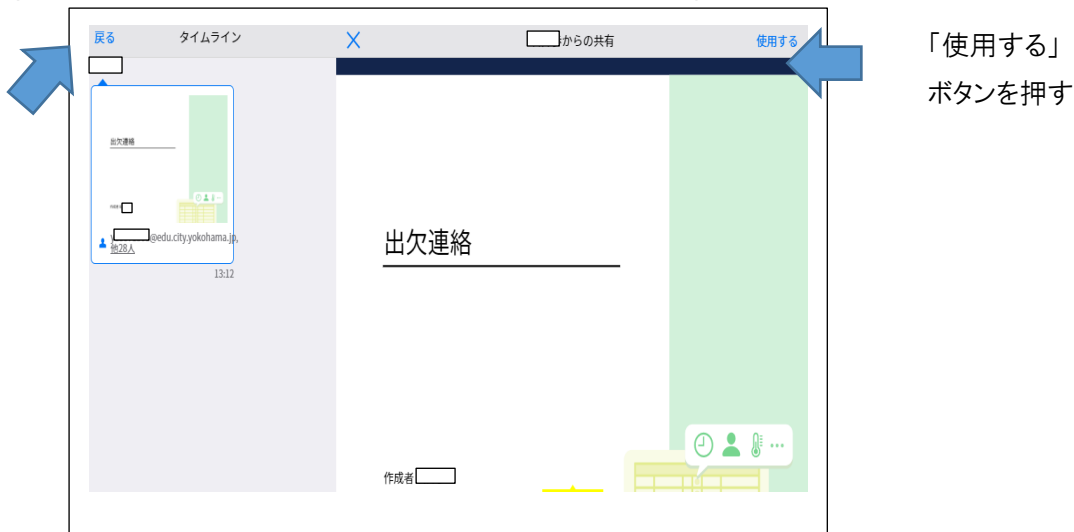 戻る
タイムライン
からの共有
使用する
「使用する」
ボタンを押す
出欠連絡
@edu.city.yokohama.jp,
他28人
13:12
出欠連絡
作成者